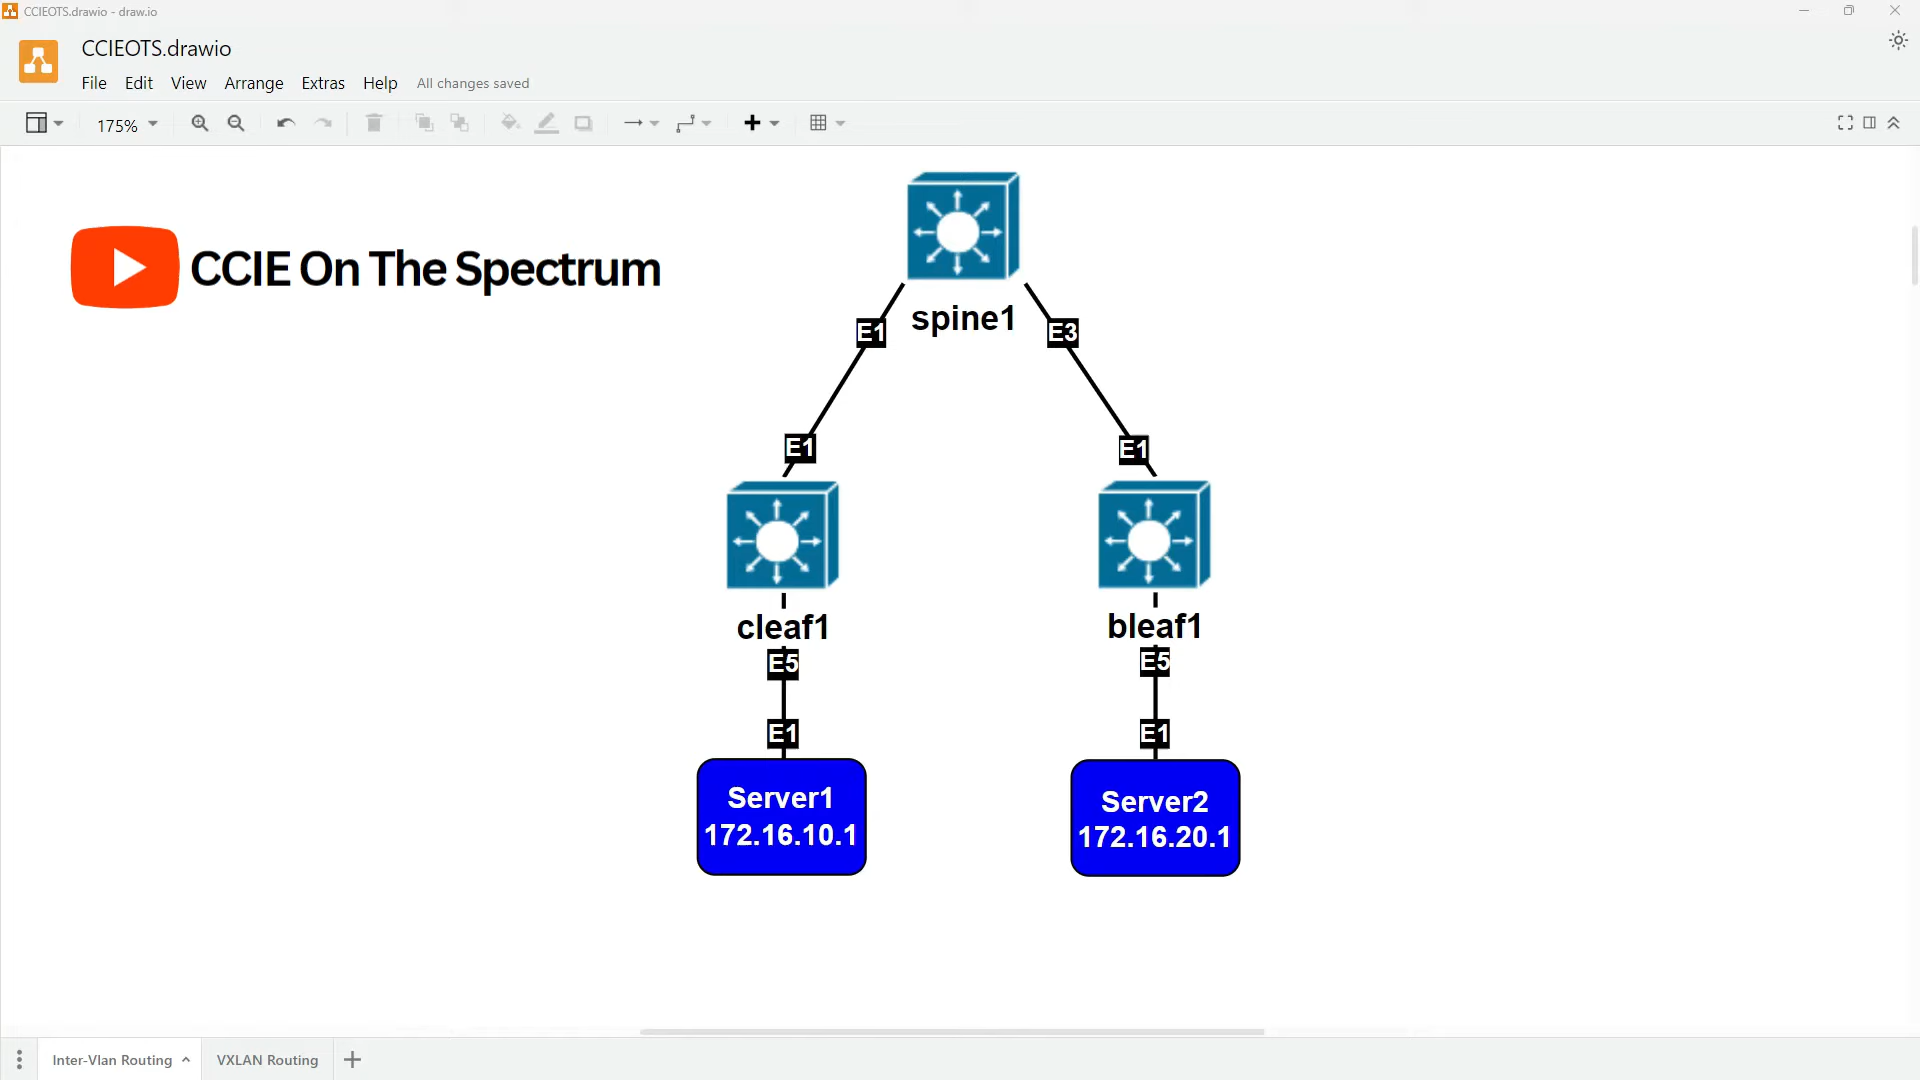 CCIEOTS.drawio - draw.io
CCIEOTS.drawio
File Edit View Arrange Extras Help All changes saved
175%
CCIE On The Spectrum
spine1
E1 E3
E1 E1
cleaf1 bleaf1
E5 E5
E1 E1
Server1
172.16.10.1
Server2
172.16.20.1
Inter-Vlan Routing VXLAN Routing